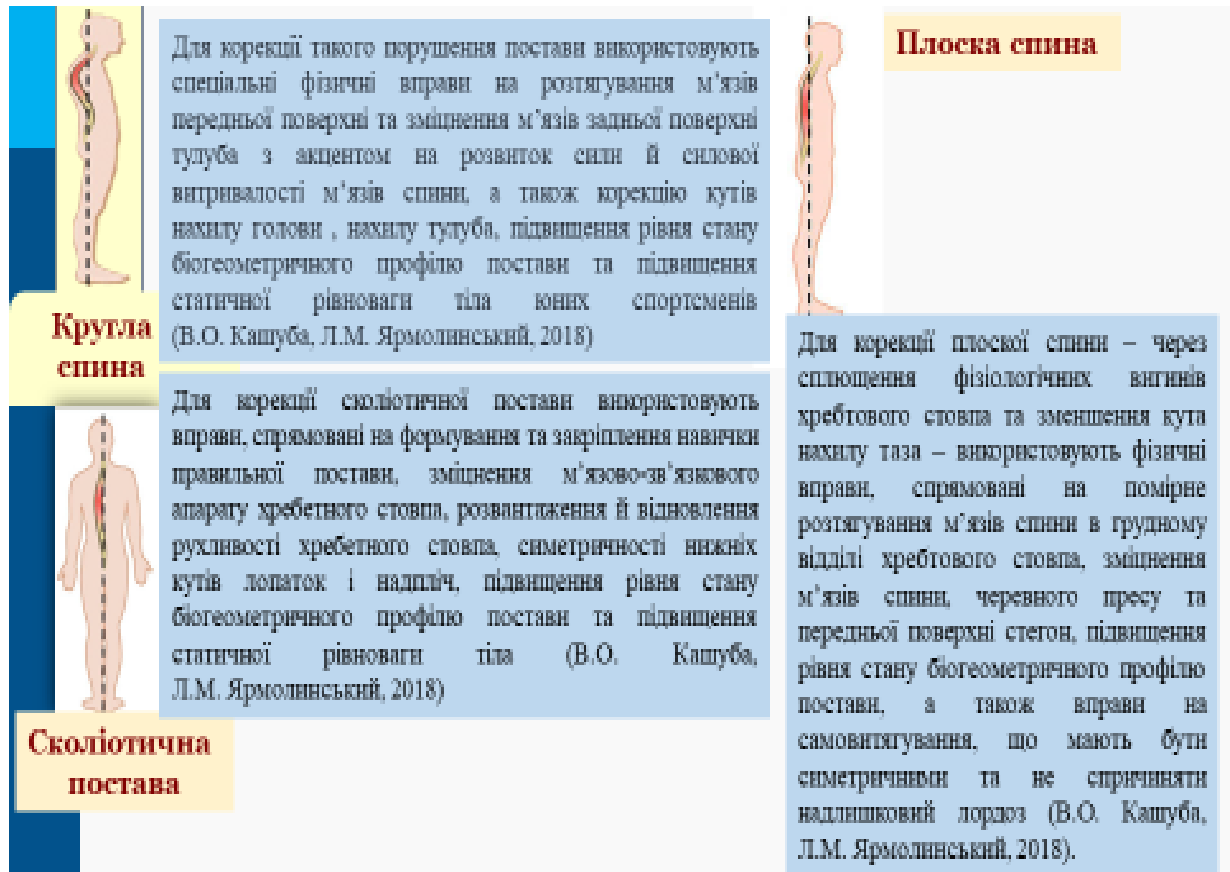 Для корекції такого порушення постави використовують
спеціальні фізичні вправи на розтягування м’язів
передньої поверхні та зміцнення м’язів задньої поверхні
тулуба з акцентом на розвиток сили й силової
витривалості м’язів спини, а також корекцію кутів
нахилу голови , нахилу тулуба, підвищення рівня стану
біогеометричного профілю постави та підвищення
статичної рівноваги тіла юних спортсменів
(В.О. Кашуба, Л.М. Ярмолинський, 2018)
Кругла
спина
Для корекції сколіотичної постави використовують
вправи, спрямовані на формування та закріплення навички
правильної постави, зміцнення м’язово-зв’язкового
апарату хребетного стовпа, розвантаження й відновлення
рухливості хребетного стовпа, симетричності нижніх
кутів лопаток і надпліч, підвищення рівня стану
біогеометричного профілю постави та підвищення
статичної рівноваги тіла (В.О. Кашуба,
Л.М. Ярмолинський, 2018)
Сколіотична
постава
Плоска спина
Для корекції плоскої спини – через
сплющення фізіологічних вигинів
хребтового стовпа та зменшення кута
нахилу таза – використовують фізичні
вправи, спрямовані на помірне
розтягування м’язів спини в грудному
відділі хребтового стовпа, зміцнення
м’язів спини, черевного пресу та
передньої поверхні стегон, підвищення
рівня стану біогеометричного профілю
постави, а також вправи на
самовитягування, що мають бути
симетричними та не спричиняти
надлишковий лордоз (В.О. Кашуба,
Л.М. Ярмолинський, 2018).